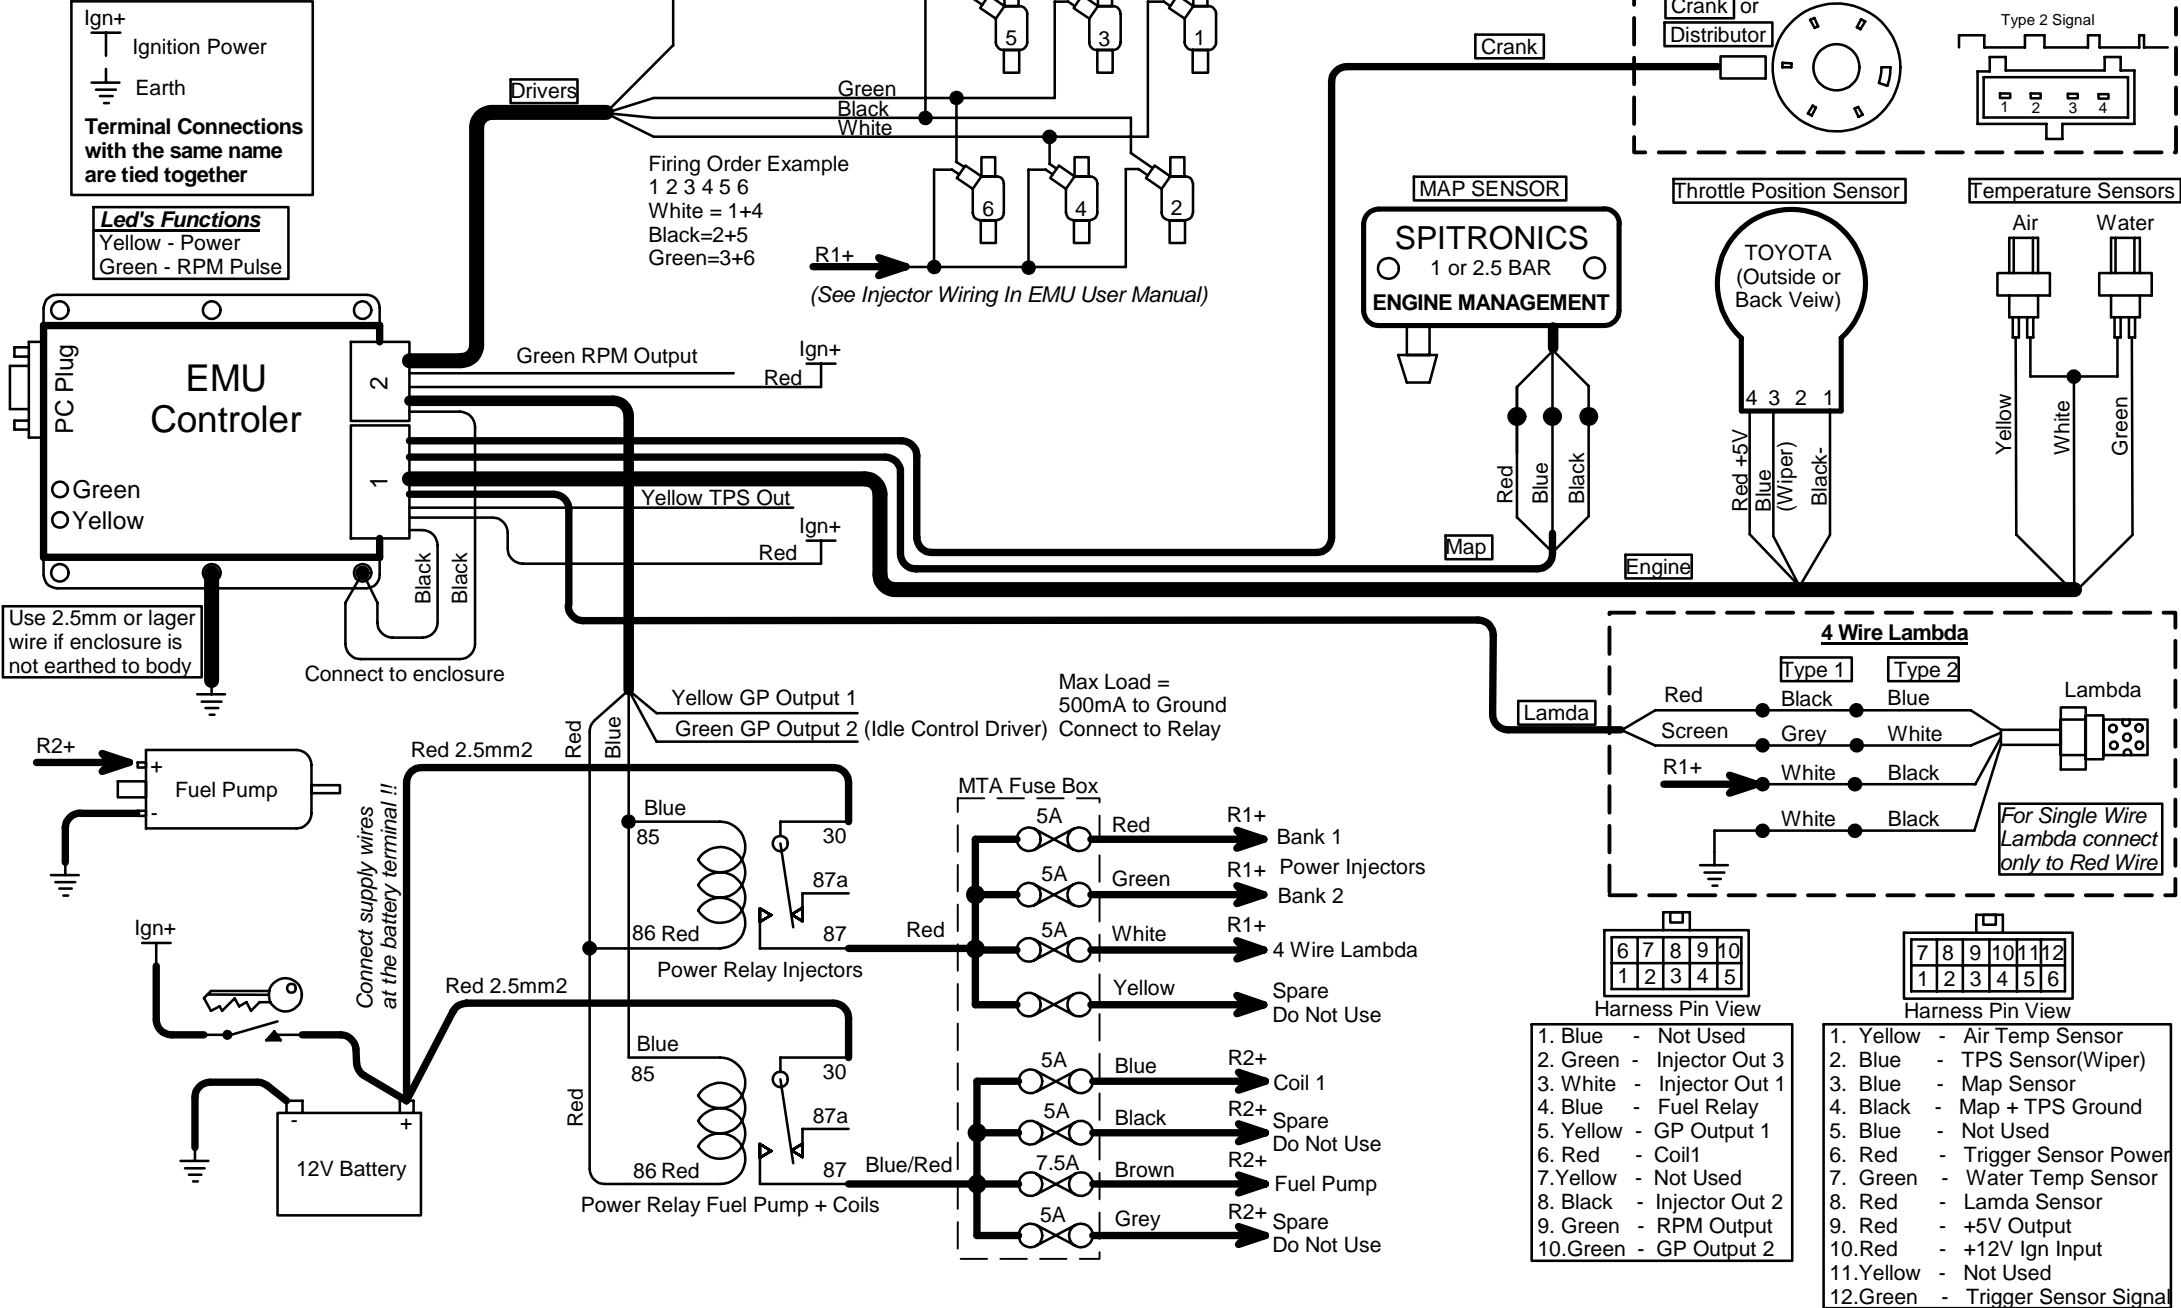 Ign+
Ignition Power
Earth
Terminal Connections
with the same name
are tied together
Led's Functions
Yellow - Power
Green - RPM Pulse
Drivers
5
3
1
Green
Black
White
Firing Order Example
1 2 3 4 5 6
White = 1+4
Black=2+5
Green=3+6
6
4
2
R1+
(See Injector Wiring In EMU User Manual)
Crank
Crank or
Distributor
Type 2 Signal
1 2 3 4
MAP SENSOR
SPITRONICS
1 or 2.5 BAR
ENGINE MANAGEMENT
Red
Blue
Black
Map
Throttle Position Sensor
TOYOTA
(Outside or
Back Veiw)
4 3 2 1
Red +5V
Blue
(Wiper)
Black-
Temperature Sensors
Air
Water
Yellow
White
Green
Engine
PC Plug
EMU
Controler
2
1
Green
Yellow
Green RPM Output
Ign+
Red
Yellow TPS Out
Ign+
Red
Black
Black
Use 2.5mm or lager
wire if enclosure is
not earthed to body
Connect to enclosure
Yellow GP Output 1
Green GP Output 2 (Idle Control Driver)
Max Load =
500mA to Ground
Connect to Relay
Red
Blue
R2+
+
Fuel Pump
-
Red 2.5mm2
Connect supply wires
at the battery terminal !!
Blue
85
30
87a
86 Red
87
Power Relay Injectors
Red
Red 2.5mm2
Ign+
-
+
12V Battery
Blue
85
Red
30
87a
86 Red
87
Blue/Red
Power Relay Fuel Pump + Coils
MTA Fuse Box
5A
Red
R1+
Bank 1
Power Injectors
5A
Green
R1+
Bank 2
5A
White
R1+
4 Wire Lambda
Yellow
Spare
Do Not Use
5A
Blue
R2+
Coil 1
5A
Black
R2+
Spare
Do Not Use
7.5A
Brown
R2+
Fuel Pump
5A
Grey
R2+
Spare
Do Not Use
Lamda
4 Wire Lambda
Type 1
Type 2
Red
Black
Blue
Lambda
Screen
Grey
White
R1+
White
Black
White
Black
For Single Wire
Lambda connect
only to Red Wire
6 7 8 9 10
1 2 3 4 5
Harness Pin View
1. Blue - Not Used
2. Green - Injector Out 3
3. White - Injector Out 1
4. Blue - Fuel Relay
5. Yellow - GP Output 1
6. Red - Coil1
7.Yellow - Not Used
8. Black - Injector Out 2
9. Green - RPM Output
10.Green - GP Output 2
7 8 9 10 11 12
1 2 3 4 5 6
Harness Pin View
1. Yellow - Air Temp Sensor
2. Blue - TPS Sensor(Wiper)
3. Blue - Map Sensor
4. Black - Map + TPS Ground
5. Blue - Not Used
6. Red - Trigger Sensor Power
7. Green - Water Temp Sensor
8. Red - Lamda Sensor
9. Red - +5V Output
10.Red - +12V Ign Input
11.Yellow - Not Used
12.Green - Trigger Sensor Signal